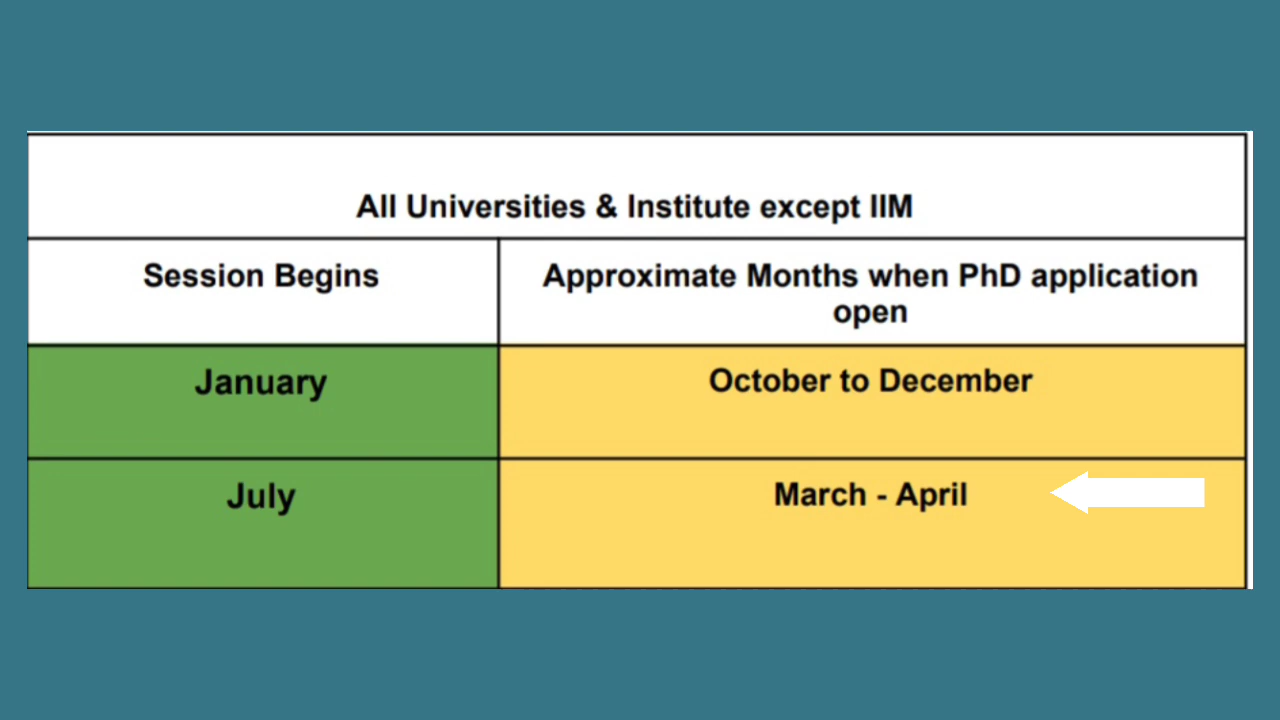 All Universities & Institute except IIM
Session Begins
Approximate Months when PhD application
open
January
October to December
July
March - April